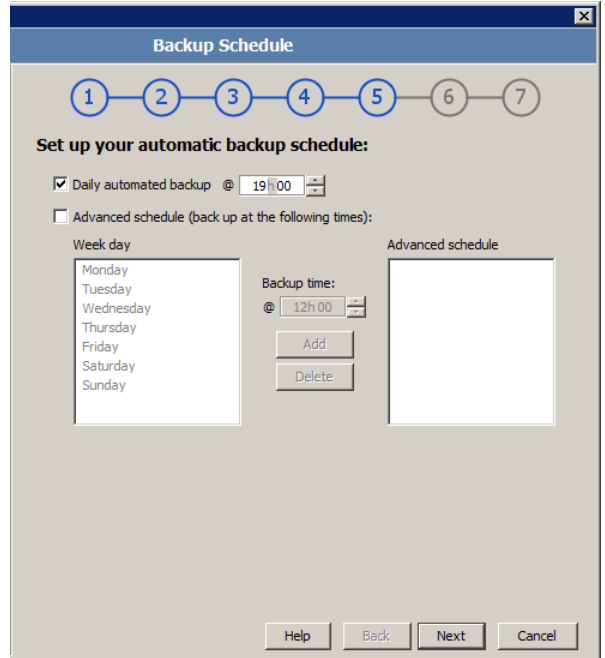 Backup Schedule
1 2 3 4 5 6 7
Set up your automatic backup schedule:
Daily automated backup @ 19h00
Advanced schedule (back up at the following times):
Week day
Advanced schedule
Monday
Tuesday
Wednesday
Thursday
Friday
Saturday
Sunday
Backup time:
@ 12h00
Add
Delete
Help Back Next Cancel